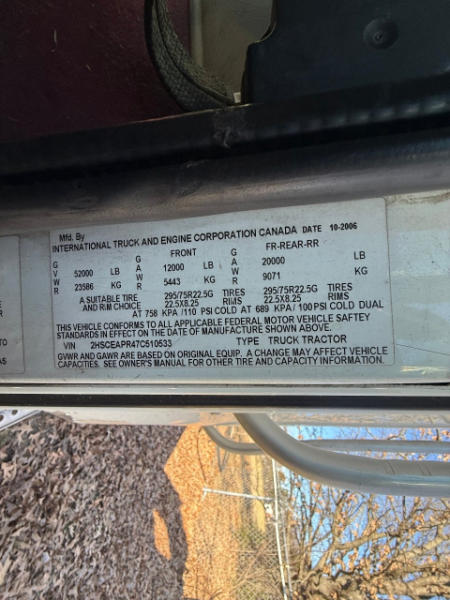 Mfd. By
INTERNATIONAL TRUCK AND ENGINE CORPORATION CANADA DATE 10-2006
G G FRONT G FR-REAR-RR
V 52000 LB A 12000 LB A 20000 LB
W W W
R 23586 KG R 5443 KG R 9071 KG
A SUITABLE TIRE 295/75R22.5G TIRES 295/75R22.5G TIRES
AND RIM CHOICE 22.5X8.25 RIMS 22.5X8.25 RIMS
AT 758 KPA /110 PSI COLD AT 689 KPA / 100 PSI COLD DUAL
THIS VEHICLE CONFORMS TO ALL APPLICABLE FEDERAL MOTOR VEHICLE SAFTEY
STANDARDS IN EFFECT ON THE DATE OF MANUFACTURE SHOWN ABOVE.
VIN 2HSCEAPR47C510533 TYPE TRUCK TRACTOR
GVWR AND GAWR ARE BASED ON ORIGINAL EQUIP. A CHANGE MAY AFFECT VEHICLE
CAPACITIES. SEE OWNER'S MANUAL FOR OTHER TIRE AND CAPACITY INFORMATION.